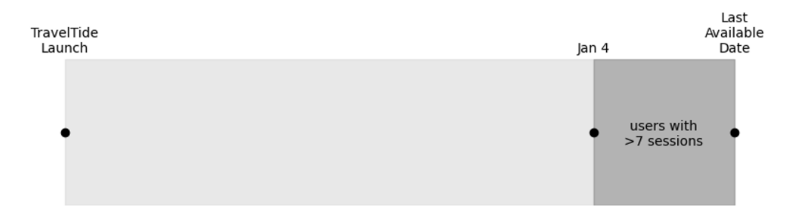 TravelTide
Launch
Jan 4
Last
Available
Date
users with
>7 sessions